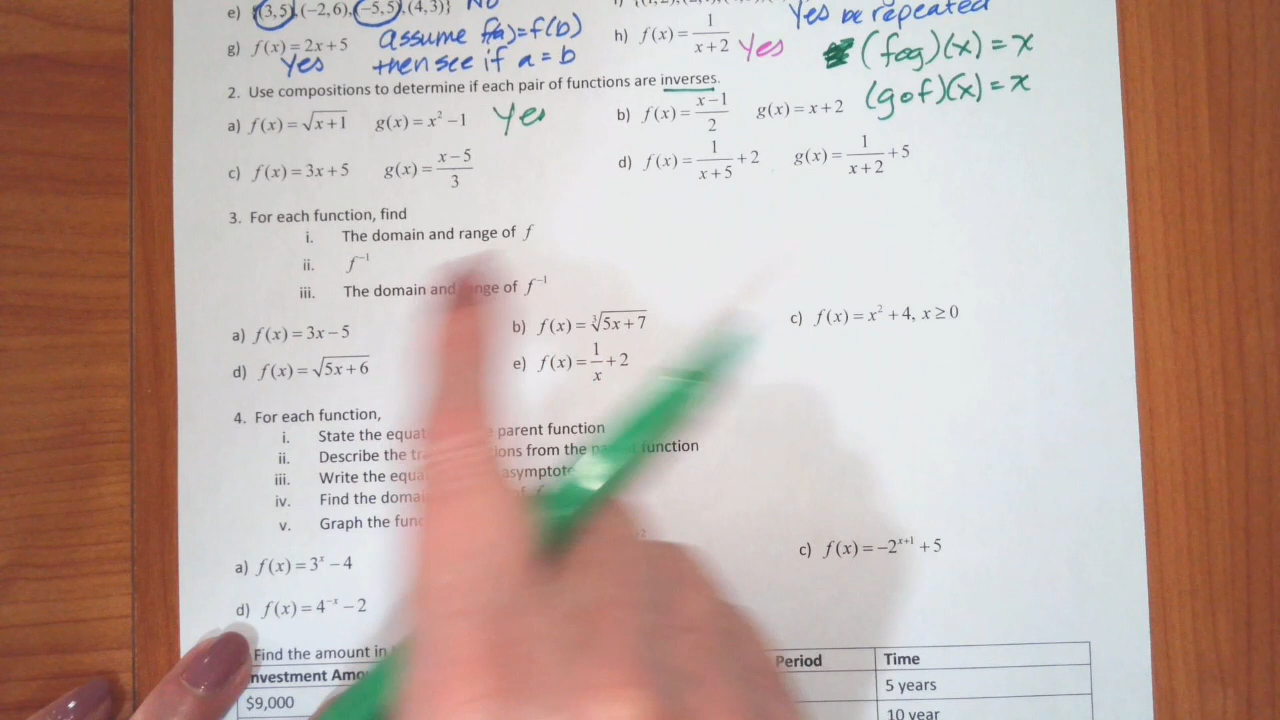 e) {(3,5),(−2,6),(−5,5),(4,3)} No
Yes be repeated
g) f(x)=2x+5 assume f(a)=f(b)
Yes then see if a=b
h) f(x)=1/(x+2) Yes
(fog)(x)=x
(gof)(x)=x
2. Use compositions to determine if each pair of functions are inverses.
a) f(x)=√(x+1) g(x)=x²−1 Yes
b) f(x)=(x−1)/2 g(x)=x+2
c) f(x)=3x+5 g(x)=(x−5)/3
d) f(x)=1/(x+5)+2 g(x)=1/(x+2)+5
3. For each function, find
i. The domain and range of f
ii. f⁻¹
iii. The domain and range of f⁻¹
a) f(x)=3x−5
b) f(x)=∛(5x+7)
c) f(x)=x²+4, x≥0
d) f(x)=√(5x+6)
e) f(x)=1/x+2
4. For each function,
i. State the equat parent function
ii. Describe the tr ions from the function
iii. Write the equa asymptote
iv. Find the domai
v. Graph the func
a) f(x)=3ˣ−4
c) f(x)=−2ˣ⁺¹+5
d) f(x)=4⁻ˣ−2
Find the amount in
nvestment Amo Period Time
$9,000 5 years
10 year